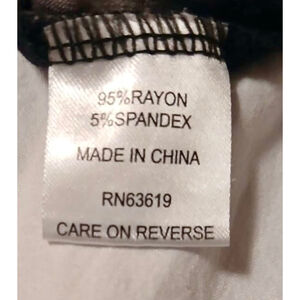 95%RAYON
5%SPANDEX
MADE IN CHINA
RN63619
CARE ON REVERSE